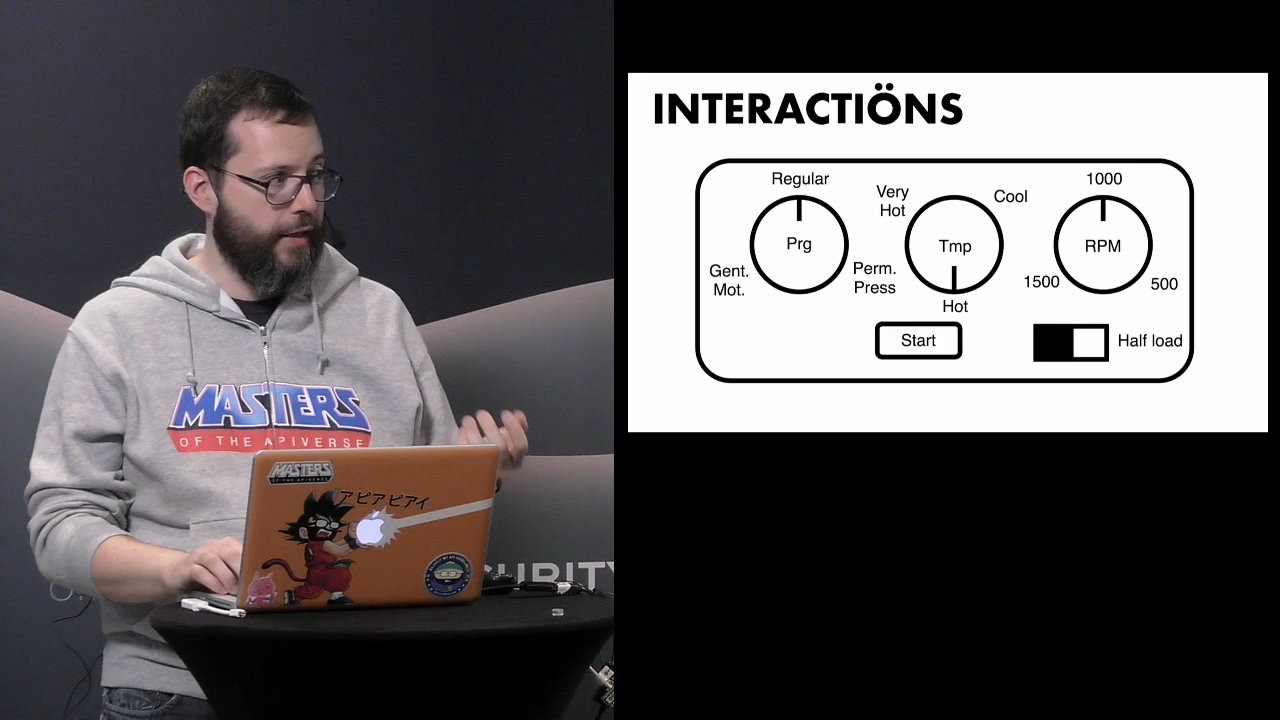 INTERACTIÖNS
Regular
Prg
Gent.
Mot.
Perm.
Press
Very
Hot
Cool
Tmp
Hot
1000
RPM
1500
500
Start
Half load
MASTERS
OF THE APIVERSE
MASTERS
OF THE APIVERSE
アピアピアイ
CURITY